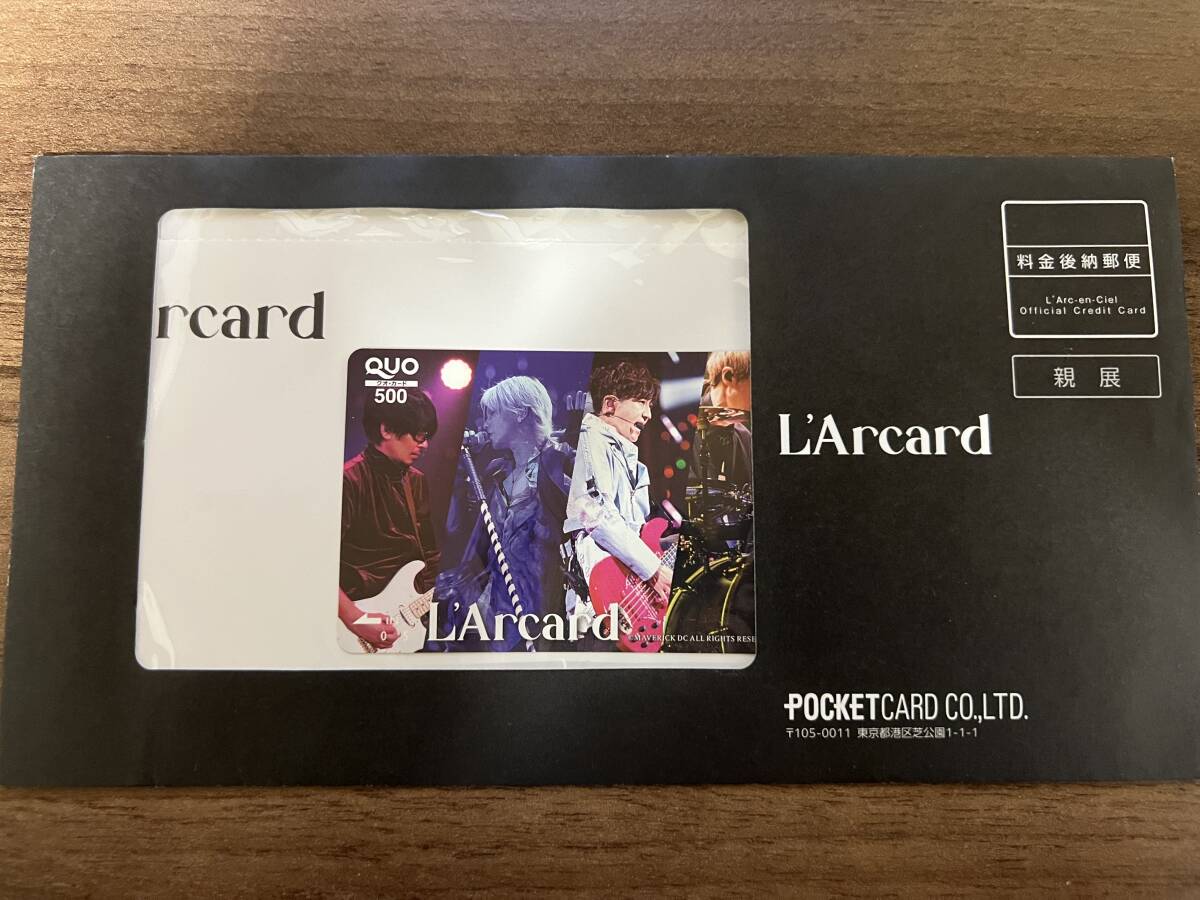 料金後納郵便
L'Arc-en-Ciel
Official Credit Card
親展
rcard
QUO
クオ・カード
500
L'Arcard
L'Arcard
0
©MAVERICK DC ALL RIGHTS RESE
POCKETCARD CO.,LTD.
〒105-0011 東京都港区芝公園1-1-1